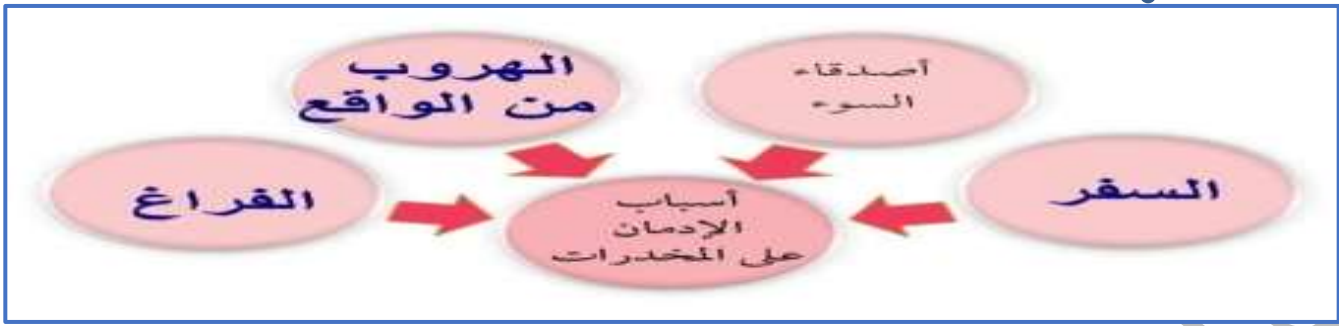 أصدقاء
السوء
الهروب
من الواقع
السفر
الفراغ
أسباب
الإدمان
على المخدرات